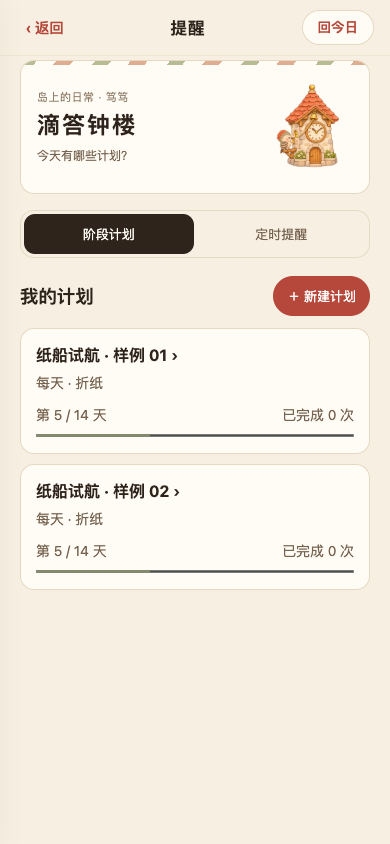 ‹ 返回
提醒
回今日
岛上的日常 · 笃笃
滴答钟楼
今天有哪些计划?
阶段计划
定时提醒
我的计划
+ 新建计划
纸船试航 · 样例 01 ›
每天 · 折纸
第 5 / 14 天
已完成 0 次
纸船试航 · 样例 02 ›
每天 · 折纸
第 5 / 14 天
已完成 0 次